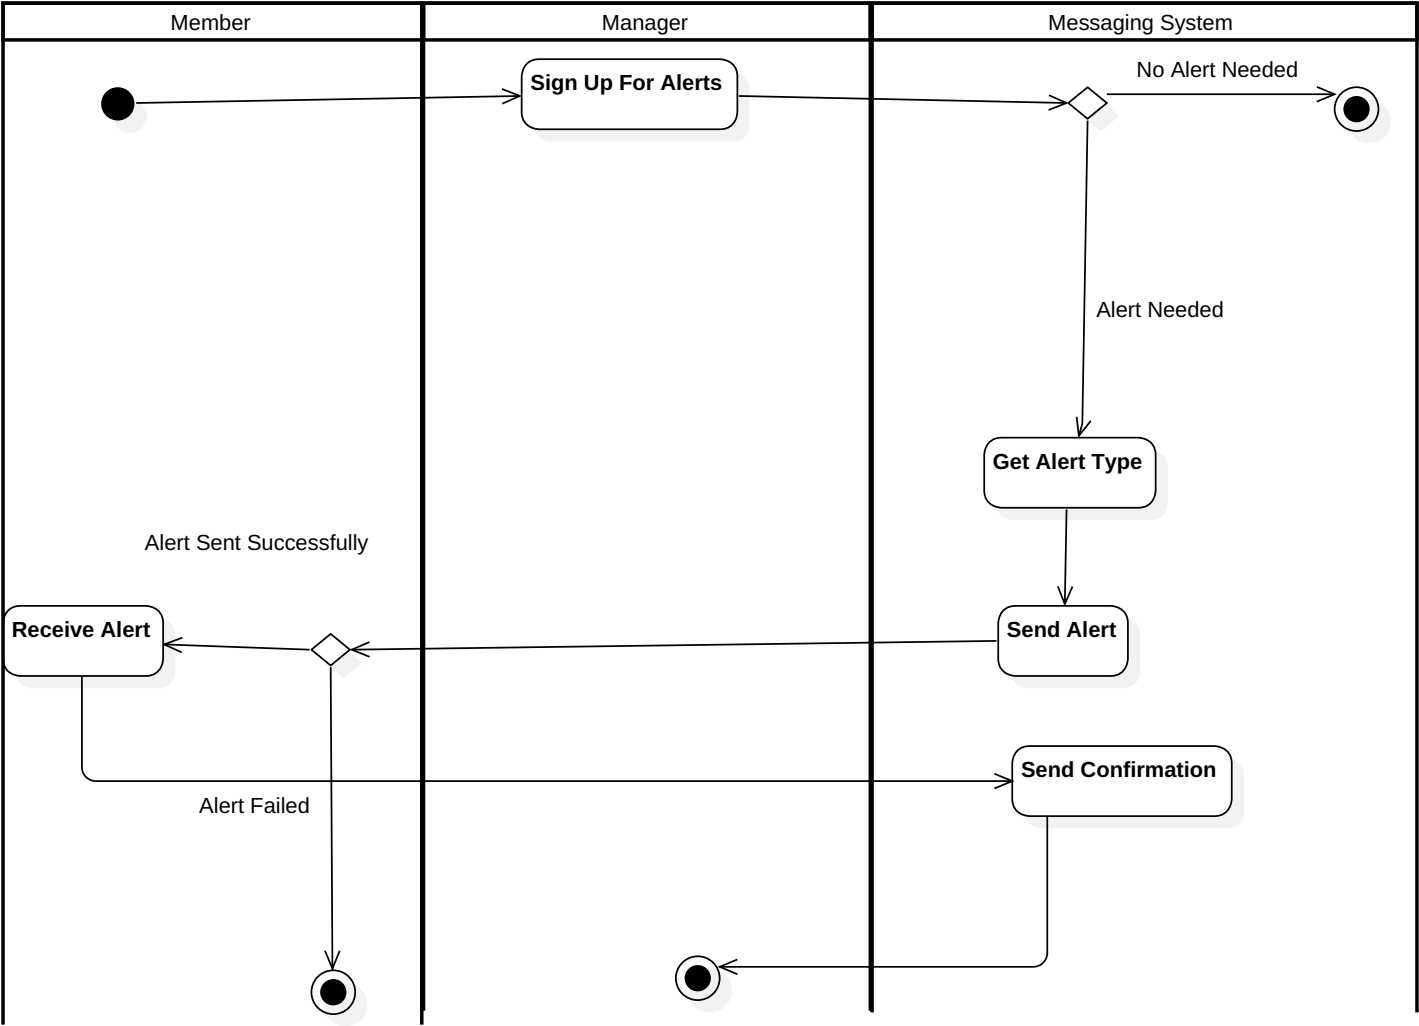 Member
Manager
Messaging System
Sign Up For Alerts
No Alert Needed
Alert Needed
Get Alert Type
Alert Sent Successfully
Receive Alert
Send Alert
Send Confirmation
Alert Failed